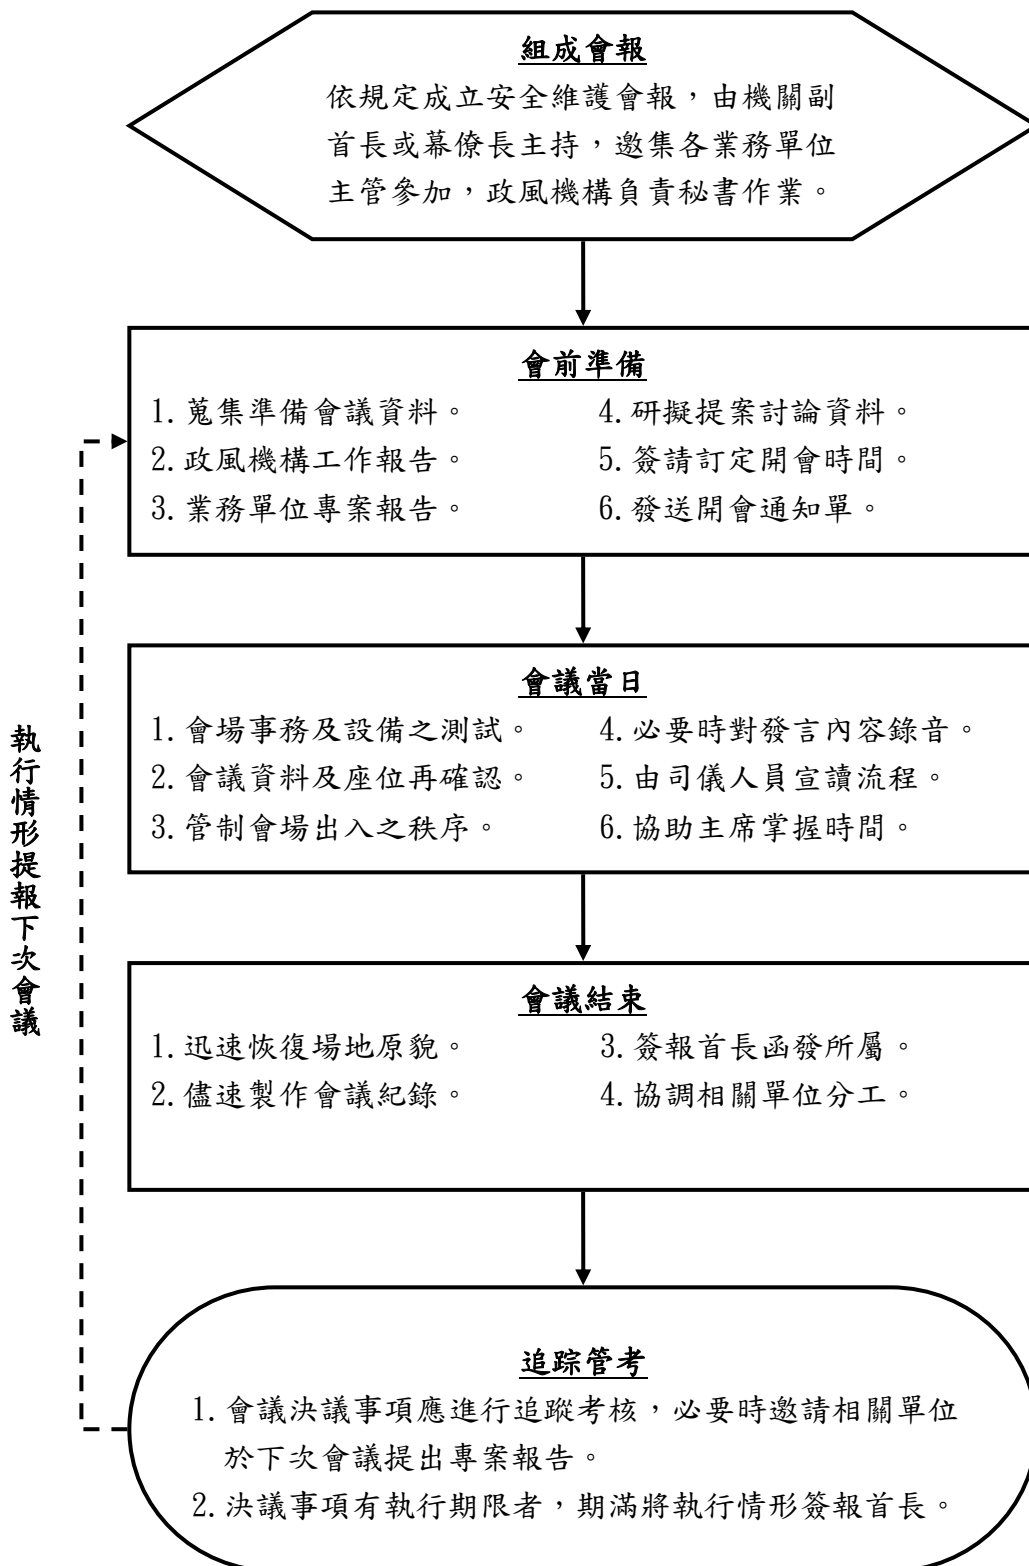 組成會報
依規定成立安全維護會報，由機關副
首長或幕僚長主持，邀集各業務單位
主管參加，政風機構負責秘書作業。
會前準備
1.蒐集準備會議資料。
2.政風機構工作報告。
3.業務單位專案報告。
4.研擬提案討論資料。
5.簽請訂定開會時間。
6.發送開會通知單。
會議當日
1.會場事務及設備之測試。
2.會議資料及座位再確認。
3.管制會場出入之秩序。
4.必要時對發言內容錄音。
5.由司儀人員宣讀流程。
6.協助主席掌握時間。
會議結束
1.迅速恢復場地原貌。
2.儘速製作會議紀錄。
3.簽報首長函發所屬。
4.協調相關單位分工。
追踪管考
1.會議決議事項應進行追蹤考核，必要時邀請相關單位
於下次會議提出專案報告。
2.決議事項有執行期限者，期滿將執行情形簽報首長。
執行情形提報下次會議